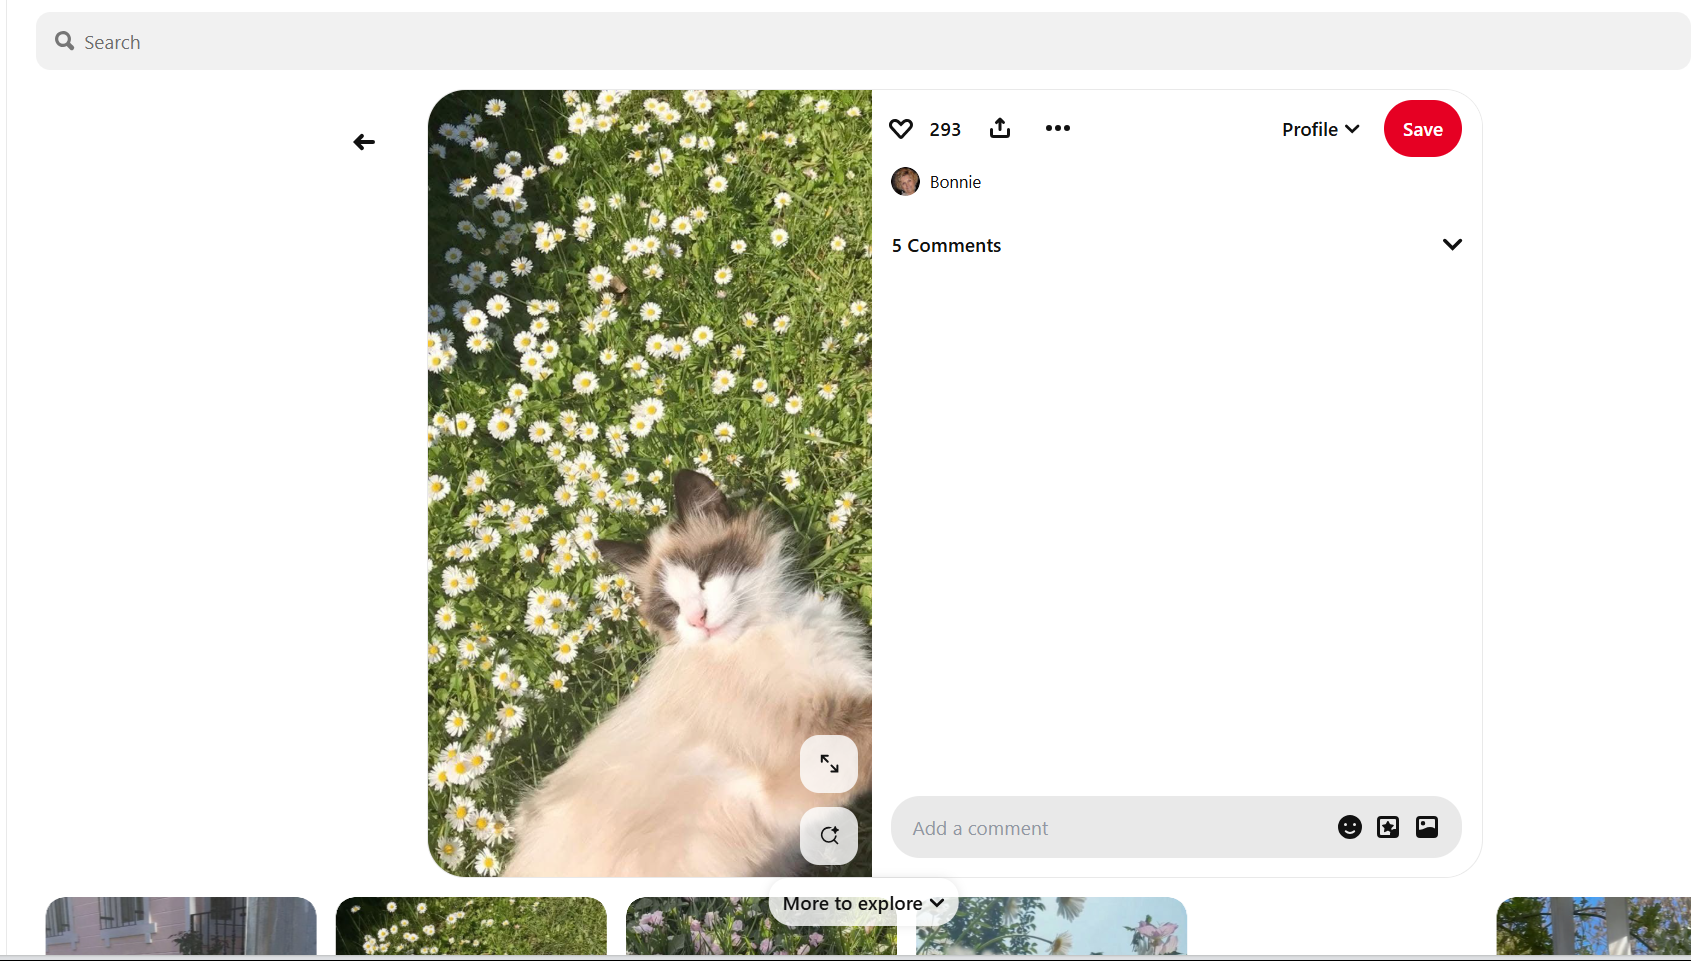 Search
293
Profile
Save
Bonnie
5 Comments
Add a comment
More to explore